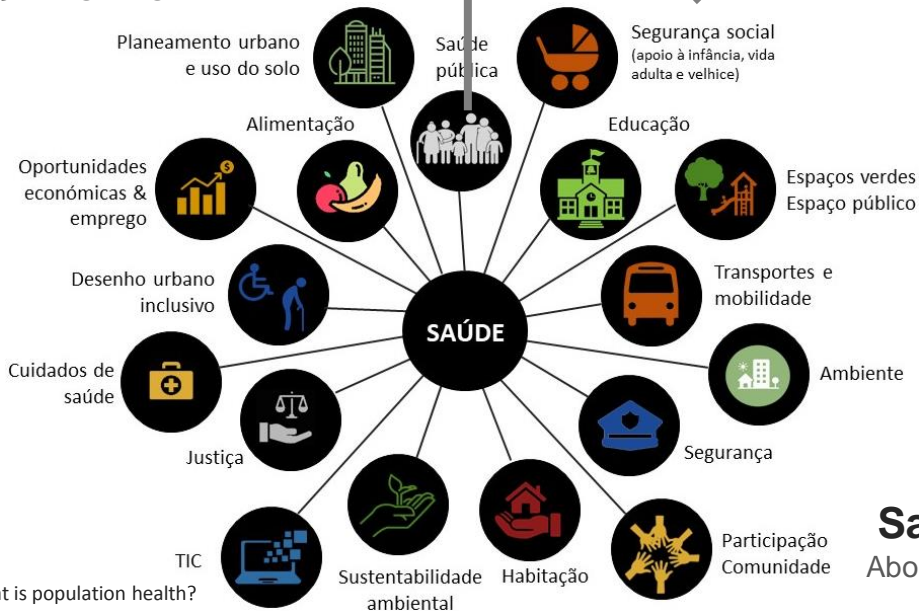 Planeamento urbano
e uso do solo
Saúde
pública
Segurança social
(apoio à infância, vida
adulta e velhice)
Alimentação
Educação
Oportunidades
económicas &
emprego
Espaços verdes
Espaço público
Desenho urbano
inclusivo
Transportes e
mobilidade
SAÚDE
Cuidados de
saúde
Ambiente
Justiça
Segurança
TIC
Sustentabilidade
ambiental
Habitação
Participação
Comunidade
is population health?